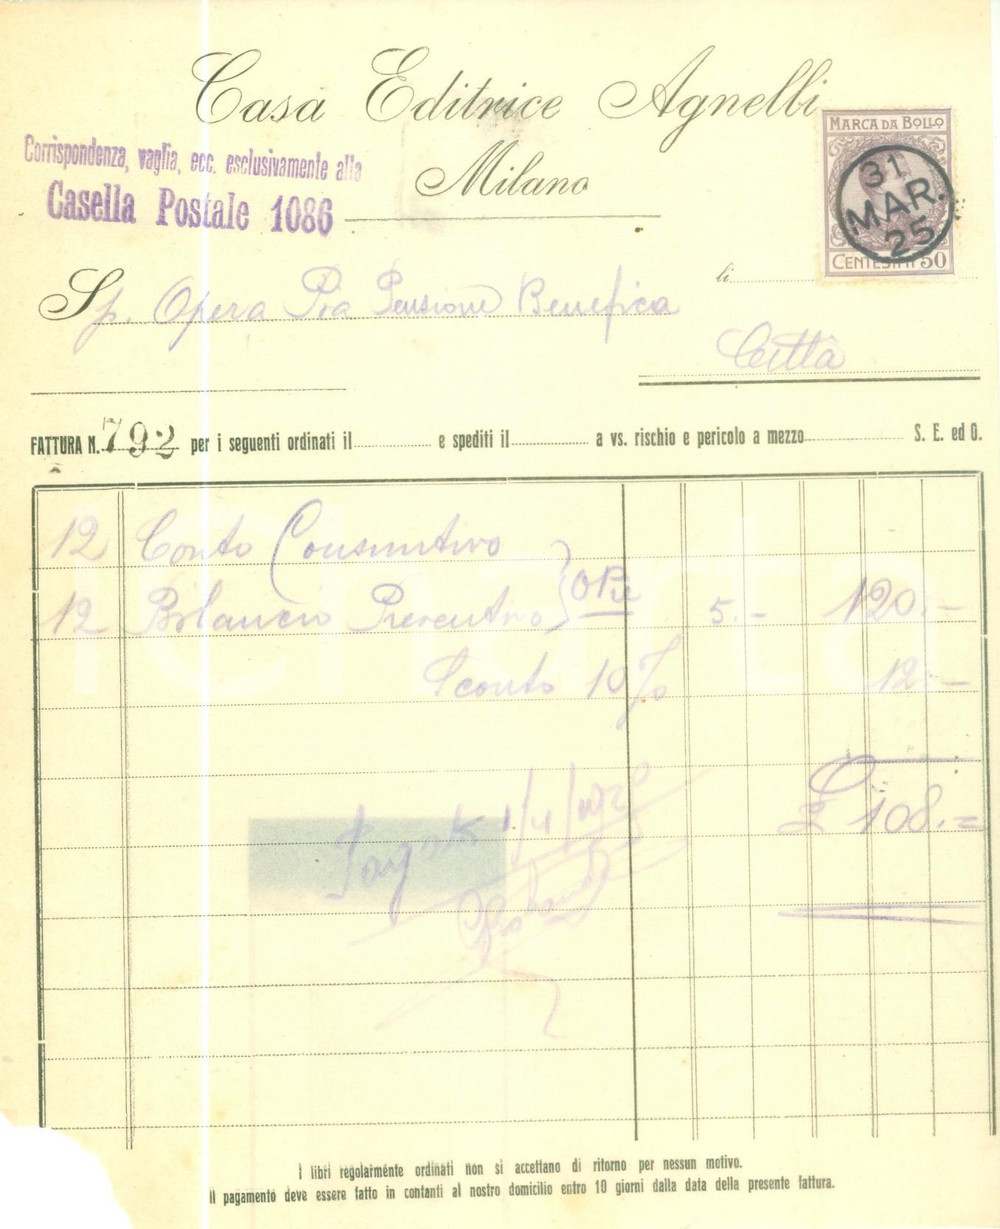 Casa Editrice Agnelli
Milano
Corrispondenza, vaglia, ecc. esclusivamente alla
Casella Postale 1086
MARCA DA BOLLO
31
MAR.
25
CENTESIMI 50
li
Sp. Opera Pia Pensione Benefica
Città
FATTURA N. 792 per i seguenti ordinati il e spediti il a vs. rischio e pericolo a mezzo S. E. ed O.
12 Conto Consuntivo
12 Bilancio Preventivo } O Pie 5.- 120.-
Sconto 10% 12.-
£ 108.=
Pagato 1/4/1925
I libri regolarmente ordinati non si accettano di ritorno per nessun motivo.
Il pagamento deve essere fatto in contanti al nostro domicilio entro 10 giorni dalla data della presente fattura.